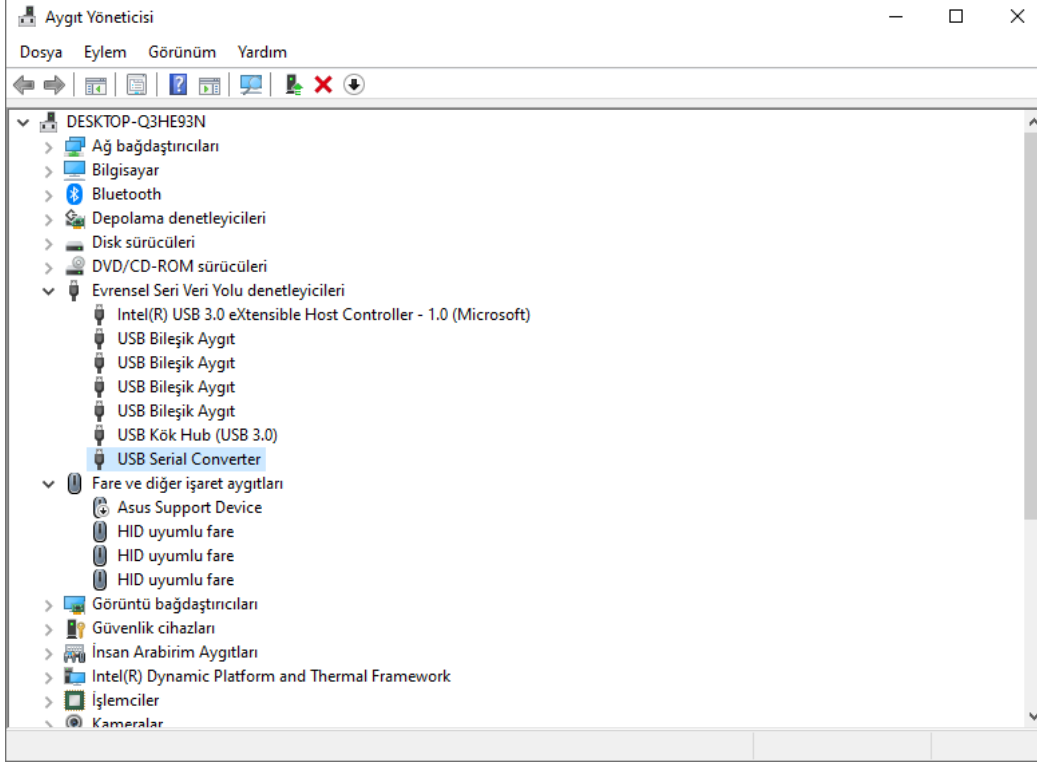 Aygıt Yöneticisi
Dosya Eylem Görünüm Yardım
DESKTOP-Q3HE93N
Ağ bağdaştırıcıları
Bilgisayar
Bluetooth
Depolama denetleyicileri
Disk sürücüleri
DVD/CD-ROM sürücüleri
Evrensel Seri Veri Yolu denetleyicileri
Intel(R) USB 3.0 eXtensible Host Controller - 1.0 (Microsoft)
USB Bileşik Aygıt
USB Bileşik Aygıt
USB Bileşik Aygıt
USB Bileşik Aygıt
USB Kök Hub (USB 3.0)
USB Serial Converter
Fare ve diğer işaret aygıtları
Asus Support Device
HID uyumlu fare
HID uyumlu fare
HID uyumlu fare
Görüntü bağdaştırıcıları
Güvenlik cihazları
İnsan Arabirim Aygıtları
Intel(R) Dynamic Platform and Thermal Framework
İşlemciler
Kameralar